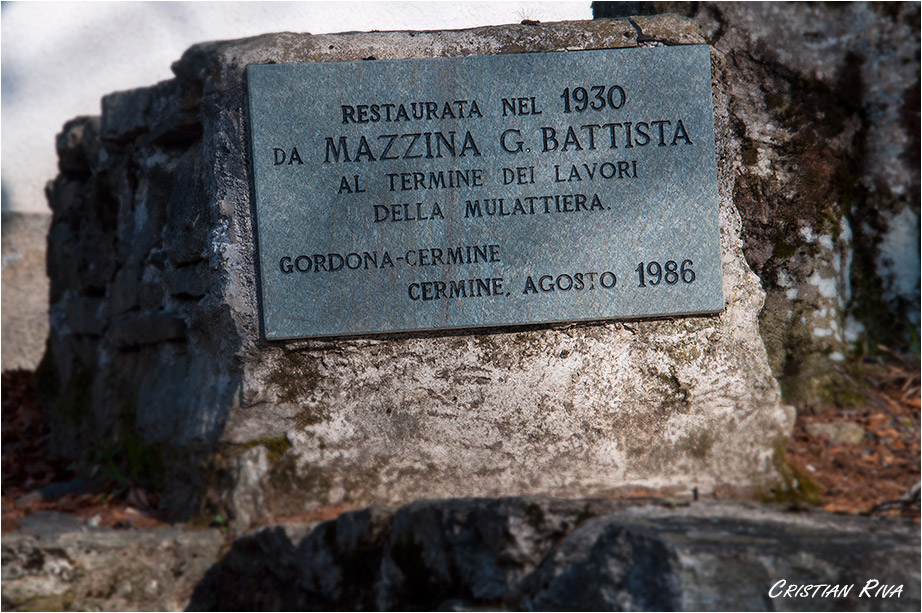 RESTAURATA NEL 1930
DA MAZZINA G. BATTISTA
AL TERMINE DEI LAVORI
DELLA MULATTIERA.
GORDONA-CERMINE
CERMINE, AGOSTO 1986
CRISTIAN RIVA